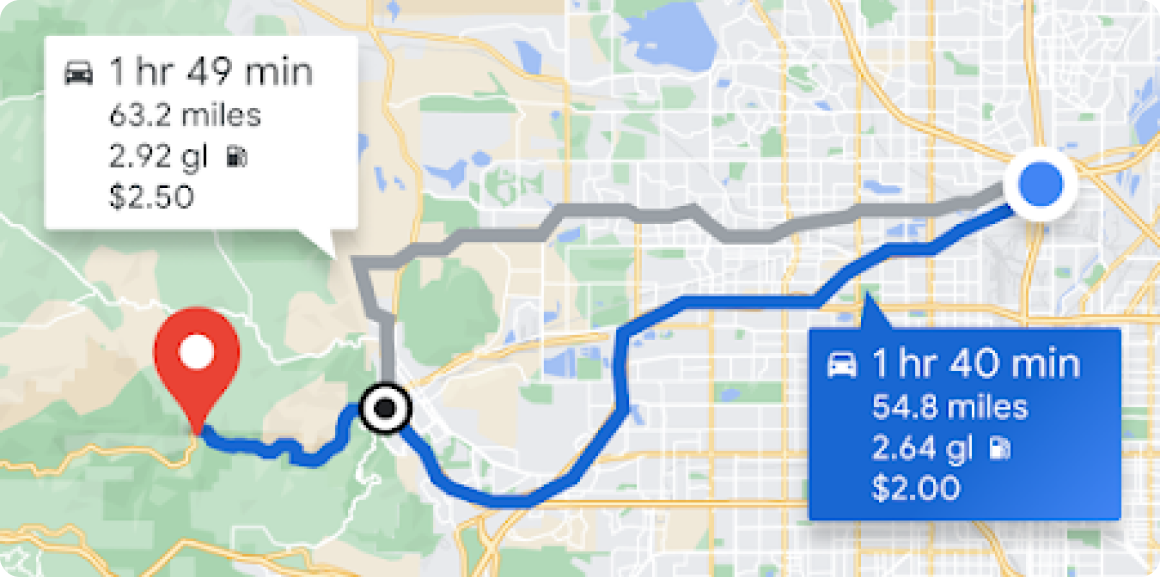 1 hr 49 min
63.2 miles
2.92 gl
$2.50
1 hr 40 min
54.8 miles
2.64 gl
$2.00